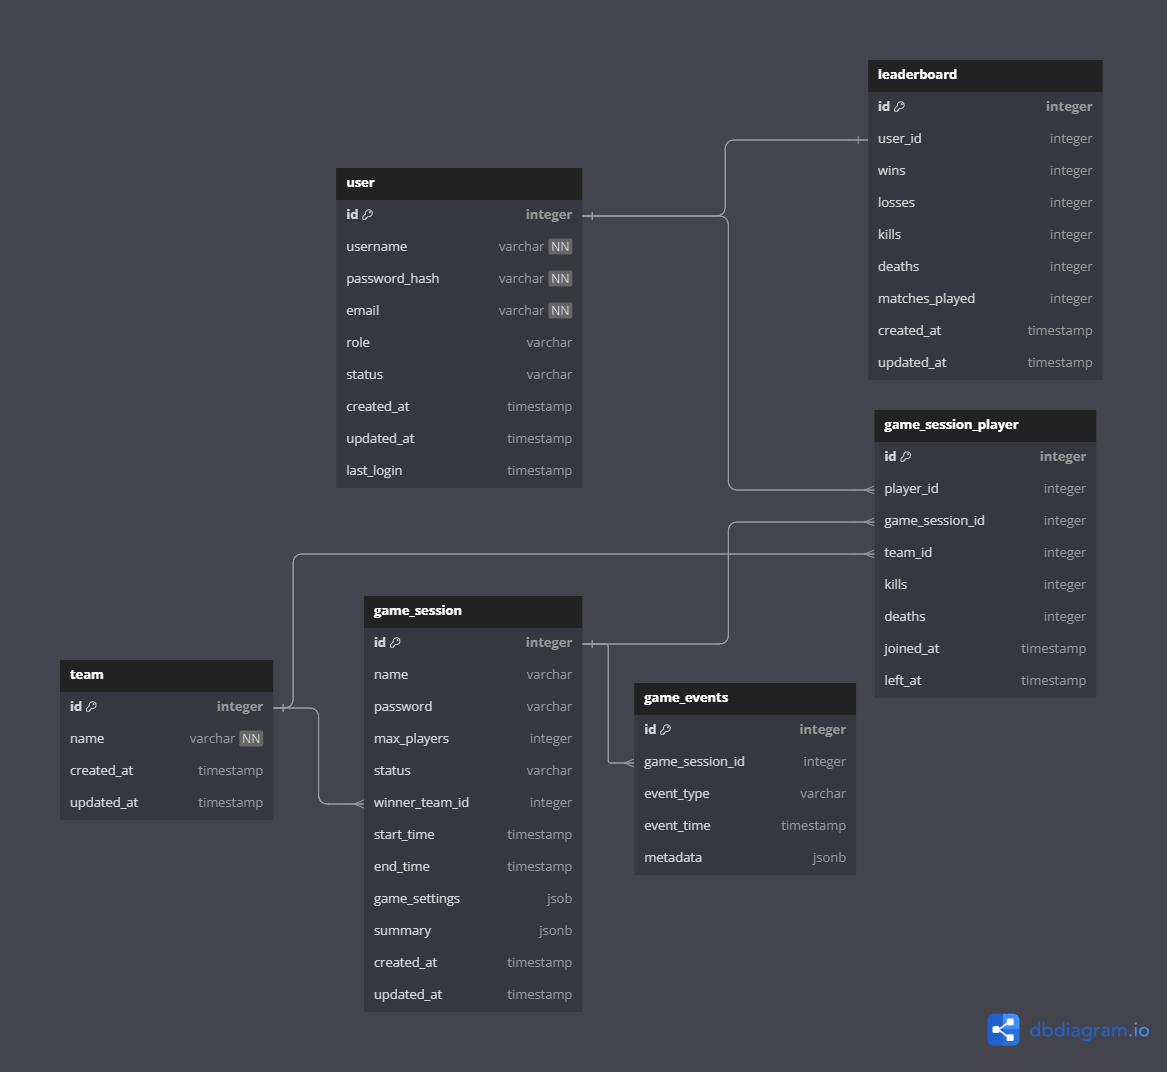 leaderboard
id integer
user_id integer
wins integer
losses integer
kills integer
deaths integer
matches_played integer
created_at timestamp
updated_at timestamp
user
id integer
username varchar NN
password_hash varchar NN
email varchar NN
role varchar
status varchar
created_at timestamp
updated_at timestamp
last_login timestamp
game_session_player
id integer
player_id integer
game_session_id integer
team_id integer
kills integer
deaths integer
joined_at timestamp
left_at timestamp
game_session
id integer
name varchar
password varchar
max_players integer
status varchar
winner_team_id integer
start_time timestamp
end_time timestamp
game_settings jsob
summary jsonb
created_at timestamp
updated_at timestamp
team
id integer
name varchar NN
created_at timestamp
updated_at timestamp
game_events
id integer
game_session_id integer
event_type varchar
event_time timestamp
metadata jsonb
dbdiagram.io